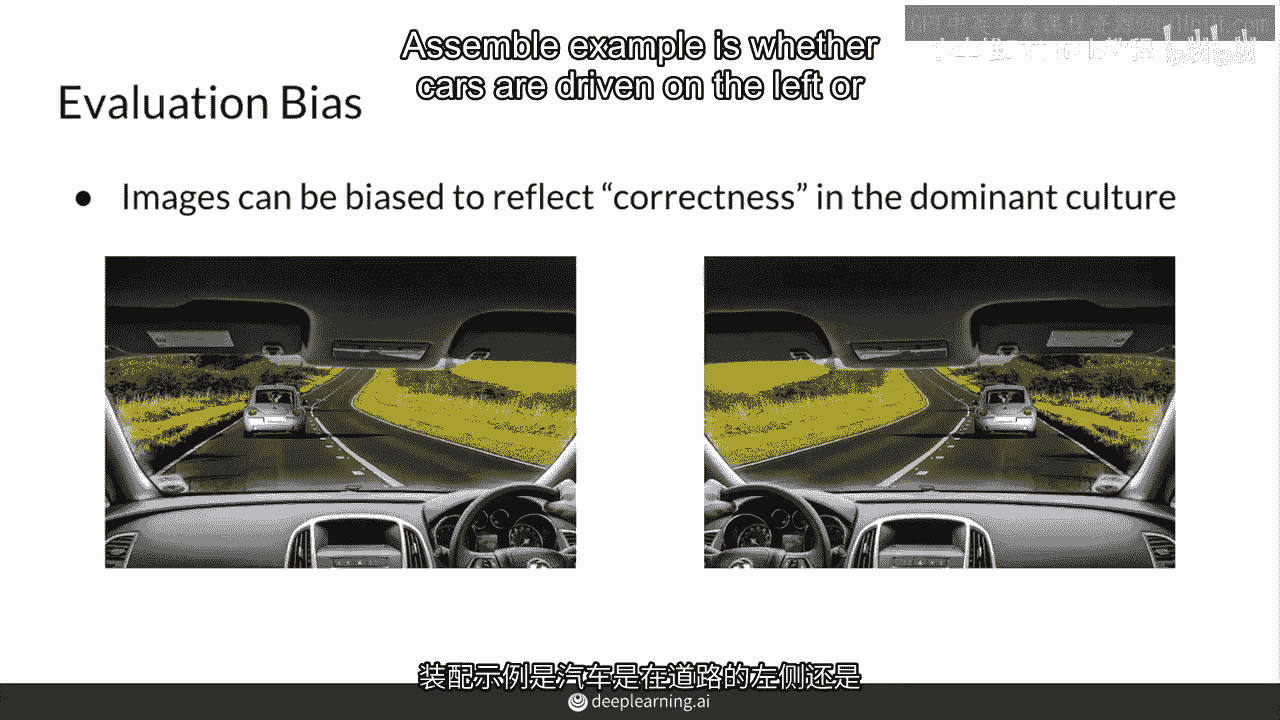 Assemble example is whether
cars are driven on the left or
Evaluation Bias
● Images can be biased to reflect “correctness” in the dominant culture
装配示例是汽车是在道路的左侧还是
deeplearning.ai